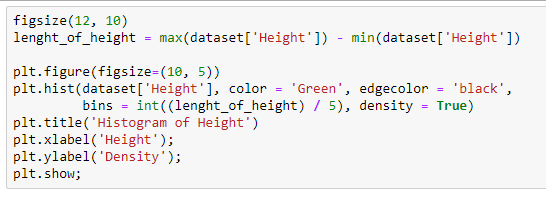 figsize(12, 10)
lenght_of_height = max(dataset['Height']) - min(dataset['Height'])
plt.figure(figsize=(10, 5))
plt.hist(dataset['Height'], color = 'Green', edgecolor = 'black',
bins = int((lenght_of_height) / 5), density = True)
plt.title('Histogram of Height')
plt.xlabel('Height');
plt.ylabel('Density');
plt.show;